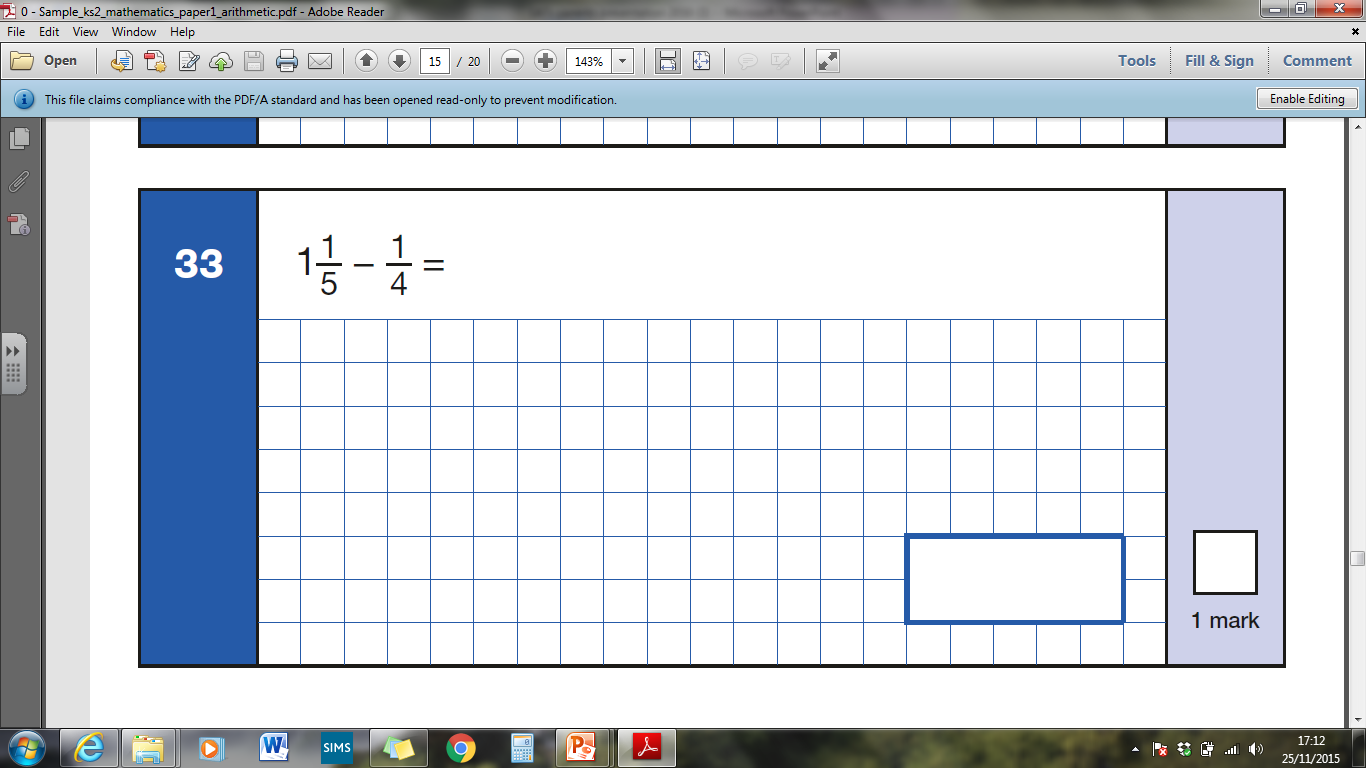 0 - Sample_ks2_mathematics_paper1_arithmetic.pdf - Adobe Reader
File Edit View Window Help
Open 15 / 20 143% Tools Fill & Sign Comment
This file claims compliance with the PDF/A standard and has been opened read-only to prevent modification. Enable Editing
33 1 1/5 – 1/4 =
1 mark
SIMS
17:12
25/11/2015